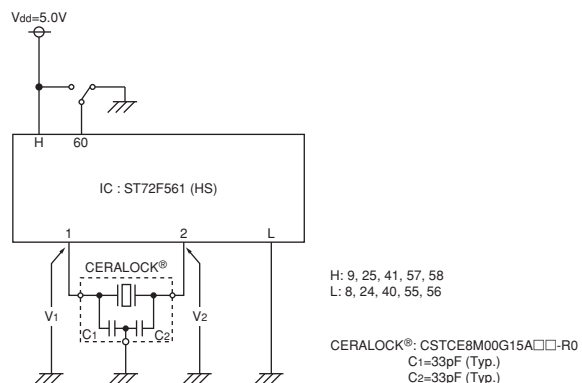 Vdd=5.0V
H 60
IC : ST72F561 (HS)
1 2 L
CERALOCK®
V1 V2
C1 C2
H: 9, 25, 41, 57, 58
L: 8, 24, 40, 55, 56
CERALOCK®: CSTCE8M00G15A□□-R0
C1=33pF (Typ.)
C2=33pF (Typ.)